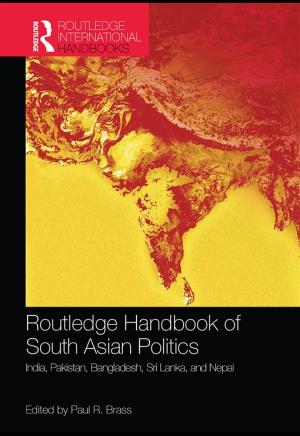 ROUTLEDGE
ROUTLEDGE
INTERNATIONAL
HANDBOOKS
Routledge Handbook of
South Asian Politics
India, Pakistan, Bangladesh, Sri Lanka, and Nepal
Edited by Paul R. Brass